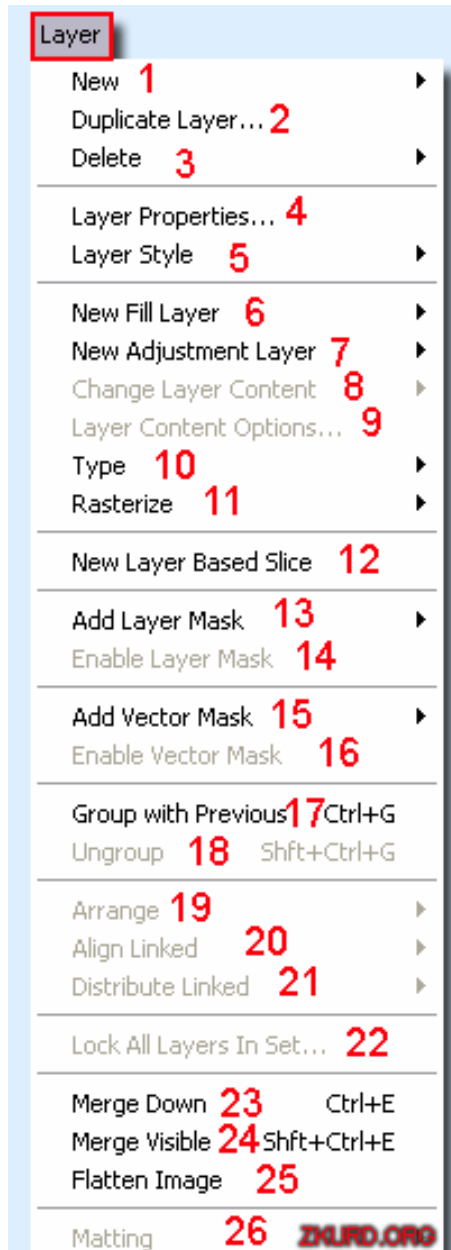 Layer
New 1
Duplicate Layer... 2
Delete 3
Layer Properties... 4
Layer Style 5
New Fill Layer 6
New Adjustment Layer 7
Change Layer Content 8
Layer Content Options... 9
Type 10
Rasterize 11
New Layer Based Slice 12
Add Layer Mask 13
Enable Layer Mask 14
Add Vector Mask 15
Enable Vector Mask 16
Group with Previous 17 Ctrl+G
Ungroup 18 Shft+Ctrl+G
Arrange 19
Align Linked 20
Distribute Linked 21
Lock All Layers In Set... 22
Merge Down 23 Ctrl+E
Merge Visible 24 Shft+Ctrl+E
Flatten Image 25
Matting 26 ZKURD.ORG